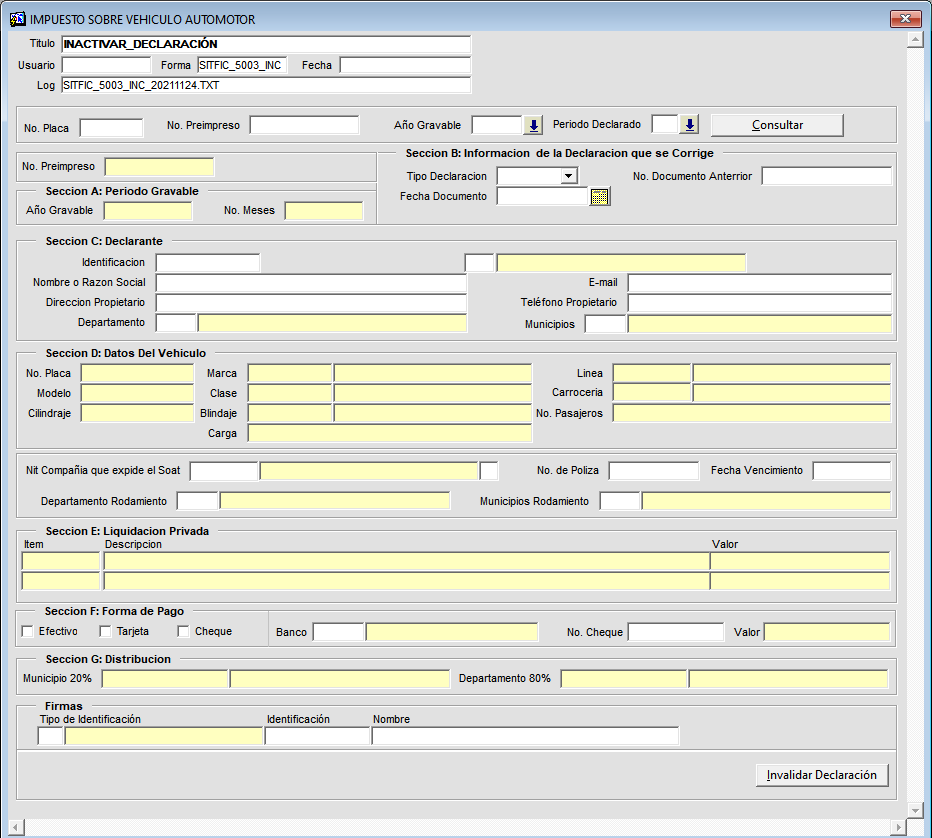 IMPUESTO SOBRE VEHICULO AUTOMOTOR
Titulo INACTIVAR_DECLARACIÓN
Usuario Forma SITFIC_5003_INC Fecha
Log SITFIC_5003_INC_20211124.TXT
No. Placa No. Preimpreso Año Gravable Periodo Declarado Consultar
No. Preimpreso
Seccion B: Informacion de la Declaracion que se Corrige
Tipo Declaracion No. Documento Anterrior
Fecha Documento
Seccion A: Periodo Gravable
Año Gravable No. Meses
Seccion C: Declarante
Identificacion
Nombre o Razon Social E-mail
Direccion Propietario Teléfono Propietario
Departamento Municipios
Seccion D: Datos Del Vehiculo
No. Placa Marca Linea
Modelo Clase Carroceria
Cilindraje Blindaje No. Pasajeros
Carga
Nit Compañia que expide el Soat No. de Poliza Fecha Vencimiento
Departamento Rodamiento Municipios Rodamiento
Seccion E: Liquidacion Privada
Item Descripcion Valor
Seccion F: Forma de Pago
Efectivo Tarjeta Cheque Banco No. Cheque Valor
Seccion G: Distribucion
Municipio 20% Departamento 80%
Firmas
Tipo de Identificación Identificación Nombre
Invalidar Declaración